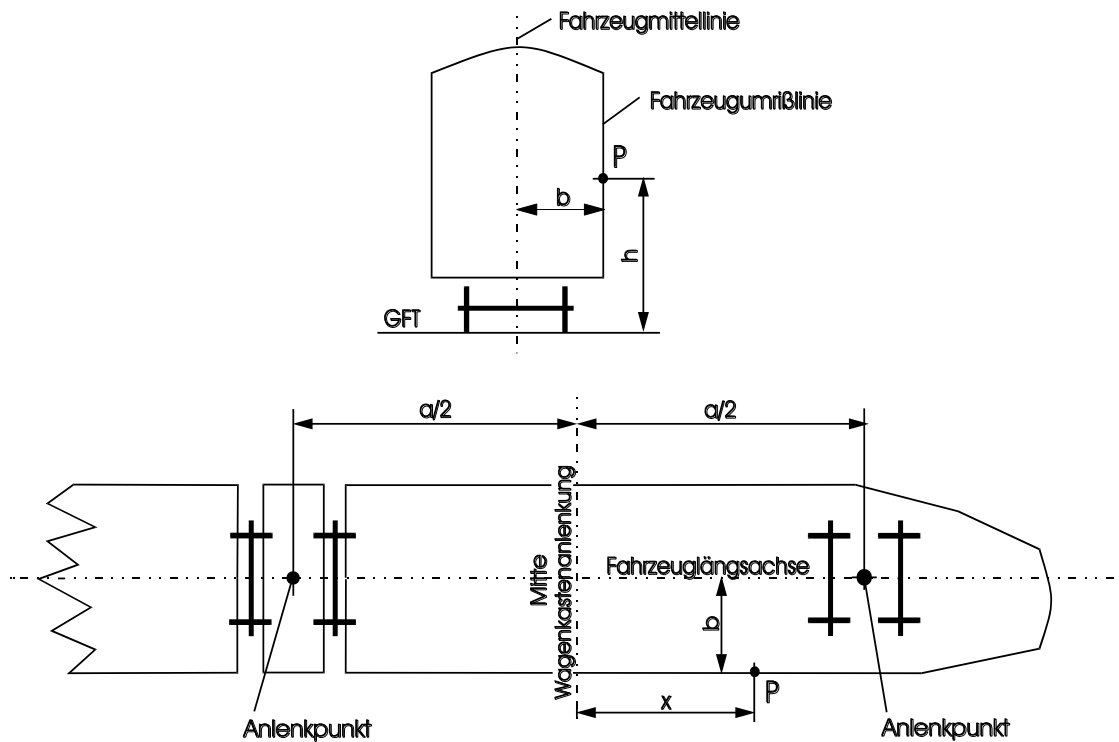 Fahrzeugmittellinie
Fahrzeugumrißlinie
P
b
h
GFT
a/2
a/2
Mitte
Wagenkastenanlenkung
Fahrzeuglängsachse
b
P
x
Anlenkpunkt
Anlenkpunkt